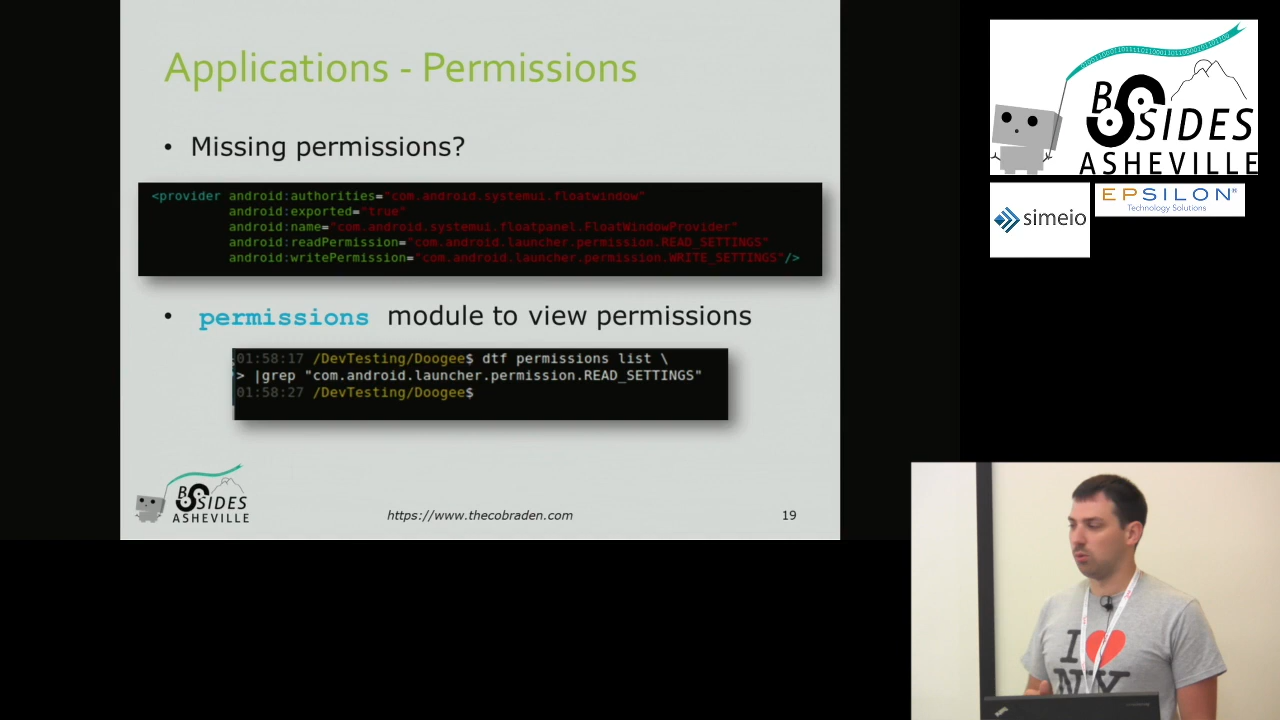 Applications - Permissions
• Missing permissions?
<provider android:authorities="com.android.systemui.floatwindow"
android:exported="true"
android:name="com.android.systemui.floatpanel.FloatWindowProvider"
android:readPermission="com.android.launcher.permission.READ_SETTINGS"
android:writePermission="com.android.launcher.permission.WRITE_SETTINGS"/>
• permissions module to view permissions
01:58:17 /DevTesting/Doogee$ dtf permissions list \
> |grep "com.android.launcher.permission.READ_SETTINGS"
01:58:27 /DevTesting/Doogee$
BSIDES
ASHEVILLE
https://www.thecobraden.com
19
BSIDES
ASHEVILLE
simeio
EPSILON®
Technology Solutions
I
NY